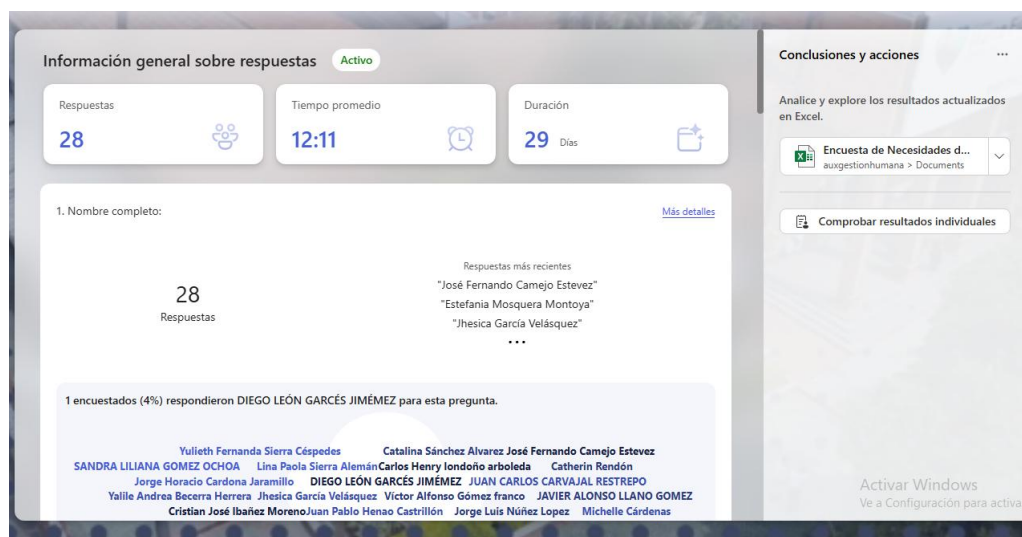 Información general sobre respuestas Activo
Respuestas
28
Tiempo promedio
12:11
Duración
29 Días
1. Nombre completo:
Más detalles
28
Respuestas
Respuestas más recientes
"José Fernando Camejo Estevez"
"Estefania Mosquera Montoya"
"Jhesica García Velásquez"
...
1 encuestados (4%) respondieron DIEGO LEÓN GARCÉS JIMÉMEZ para esta pregunta.
Yulieth Fernanda Sierra Céspedes Catalina Sánchez Alvarez José Fernando Camejo Estevez
SANDRA LILIANA GOMEZ OCHOA Lina Paola Sierra Alemán Carlos Henry londoño arboleda Catherin Rendón
Jorge Horacio Cardona Jaramillo DIEGO LEÓN GARCÉS JIMÉMEZ JUAN CARLOS CARVAJAL RESTREPO
Yalile Andrea Becerra Herrera Jhesica García Velásquez Víctor Alfonso Gómez franco JAVIER ALONSO LLANO GOMEZ
Cristian José Ibañez Moreno Juan Pablo Henao Castrillón Jorge Luis Núñez Lopez Michelle Cárdenas
Conclusiones y acciones ...
Analice y explore los resultados actualizados
en Excel.
Encuesta de Necesidades d...
auxgestionhumana > Documents
Comprobar resultados individuales
Activar Windows
Ve a Configuración para activa